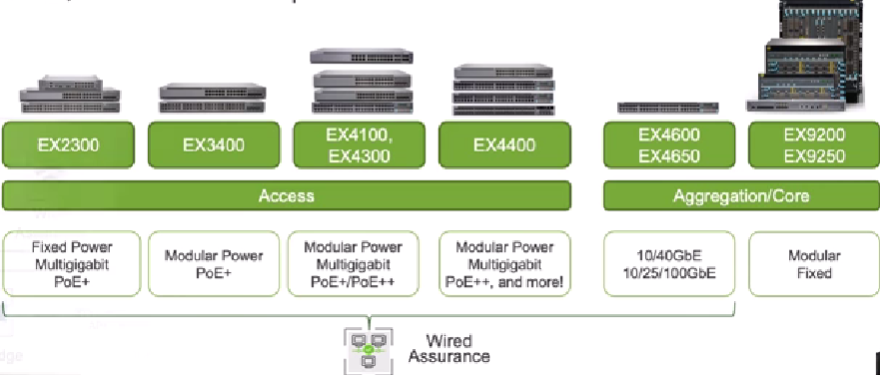 EX2300
EX3400
EX4100,
EX4300
EX4400
EX4600
EX4650
EX9200
EX9250
Access
Aggregation/Core
Fixed Power
Multigigabit
PoE+
Modular Power
PoE+
Modular Power
Multigigabit
PoE+/PoE++
Modular Power
Multigigabit
PoE++, and more!
10/40GbE
10/25/100GbE
Modular
Fixed
Wired
Assurance